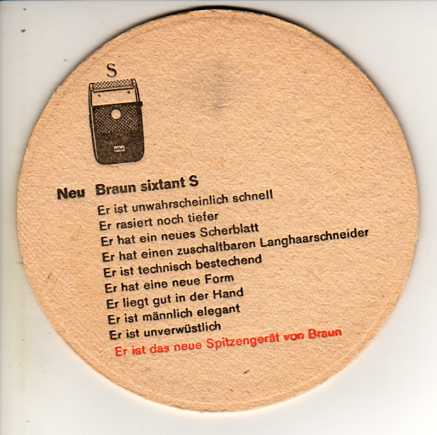 S
Neu Braun sixtant S
Er ist unwahrscheinlich schnell
Er rasiert noch tiefer
Er hat ein neues Scherblatt
Er hat einen zuschaltbaren Langhaarschneider
Er ist technisch bestechend
Er hat eine neue Form
Er liegt gut in der Hand
Er ist männlich elegant
Er ist unverwüstlich
Er ist das neue Spitzengerät von Braun